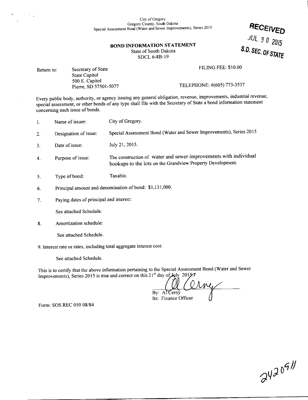 City of Gregory
Gregory County, South Dakota
Special Assessment Bond (Water and Sewer Improvements), Series 2015
RECEIVED
JUL 30 2015
S.D. SEC. OF STATE
BOND INFORMATION STATEMENT
State of South Dakota
SDCL 6-8B-19
Return to: Secretary of State FILING FEE: $10.00
State Capitol
500 E. Capitol
Pierre, SD 57501-5077 TELEPHONE: #(605) 773-3537
Every public body, authority, or agency issuing any general obligation, revenue, improvements, industrial revenue,
special assessment, or other bonds of any type shall file with the Secretary of State a bond information statement
concerning each issue of bonds.
1. Name of issuer: City of Gregory.
2. Designation of issue: Special Assessment Bond (Water and Sewer Improvements), Series 2015
3. Date of issue: July 21, 2015.
4. Purpose of issue: The construction of water and sewer improvements with individual
hookups to the lots on the Grandview Property Development.
5. Type of bond: Taxable.
6. Principal amount and denomination of bond: $1,131,000.
7. Paying dates of principal and interest:
See attached Schedule.
8. Amortization schedule:
See attached Schedule.
9. Interest rate or rates, including total aggregate interest cost:
See attached Schedule.
This is to certify that the above information pertaining to the Special Assessment Bond (Water and Sewer
Improvements), Series 2015 is true and correct on this 21st day of July 2015.
Al Cerny
By: Al Cerny
Its: Finance Officer
Form: SOS REC 050 08/84
2420911